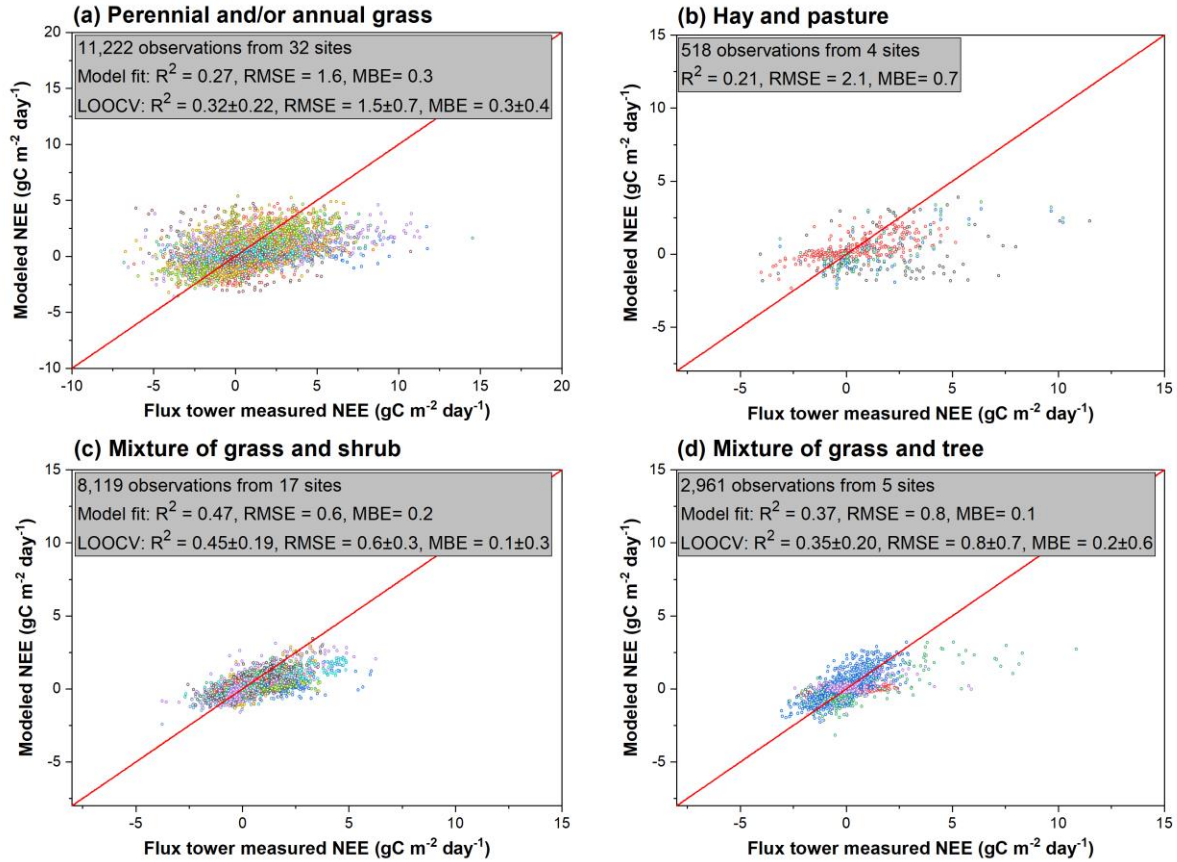 (a) Perennial and/or annual grass
11,222 observations from 32 sites
Model fit: R² = 0.27, RMSE = 1.6, MBE= 0.3
LOOCV: R² = 0.32±0.22, RMSE = 1.5±0.7, MBE = 0.3±0.4
20
15
10
5
0
-5
-10
Modeled NEE (gC m⁻² day⁻¹)
-10 -5 0 5 10 15 20
Flux tower measured NEE (gC m⁻² day⁻¹)
(b) Hay and pasture
518 observations from 4 sites
R² = 0.21, RMSE = 2.1, MBE= 0.7
15
10
5
0
-5
Modeled NEE (gC m⁻² day⁻¹)
-5 0 5 10 15
Flux tower measured NEE (gC m⁻² day⁻¹)
(c) Mixture of grass and shrub
8,119 observations from 17 sites
Model fit: R² = 0.47, RMSE = 0.6, MBE= 0.2
LOOCV: R² = 0.45±0.19, RMSE = 0.6±0.3, MBE = 0.1±0.3
15
10
5
0
-5
Modeled NEE (gC m⁻² day⁻¹)
-5 0 5 10 15
Flux tower measured NEE (gC m⁻² day⁻¹)
(d) Mixture of grass and tree
2,961 observations from 5 sites
Model fit: R² = 0.37, RMSE = 0.8, MBE= 0.1
LOOCV: R² = 0.35±0.20, RMSE = 0.8±0.7, MBE = 0.2±0.6
15
10
5
0
-5
Modeled NEE (gC m⁻² day⁻¹)
-5 0 5 10 15
Flux tower measured NEE (gC m⁻² day⁻¹)